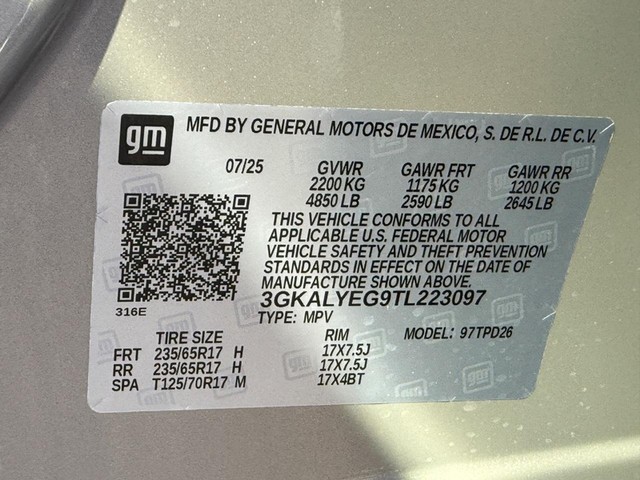 gm MFD BY GENERAL MOTORS DE MEXICO, S. DE R.L. DE C.V.
07/25 GVWR GAWR FRT GAWR RR
2200 KG 1175 KG 1200 KG
4850 LB 2590 LB 2645 LB
THIS VEHICLE CONFORMS TO ALL
APPLICABLE U.S. FEDERAL MOTOR
VEHICLE SAFETY AND THEFT PREVENTION
STANDARDS IN EFFECT ON THE DATE OF
MANUFACTURE SHOWN ABOVE.
3GKALYEG9TL223097
316E TYPE: MPV
TIRE SIZE RIM MODEL: 97TPD26
FRT 235/65R17 H 17X7.5J
RR 235/65R17 H 17X7.5J
SPA T125/70R17 M 17X4BT